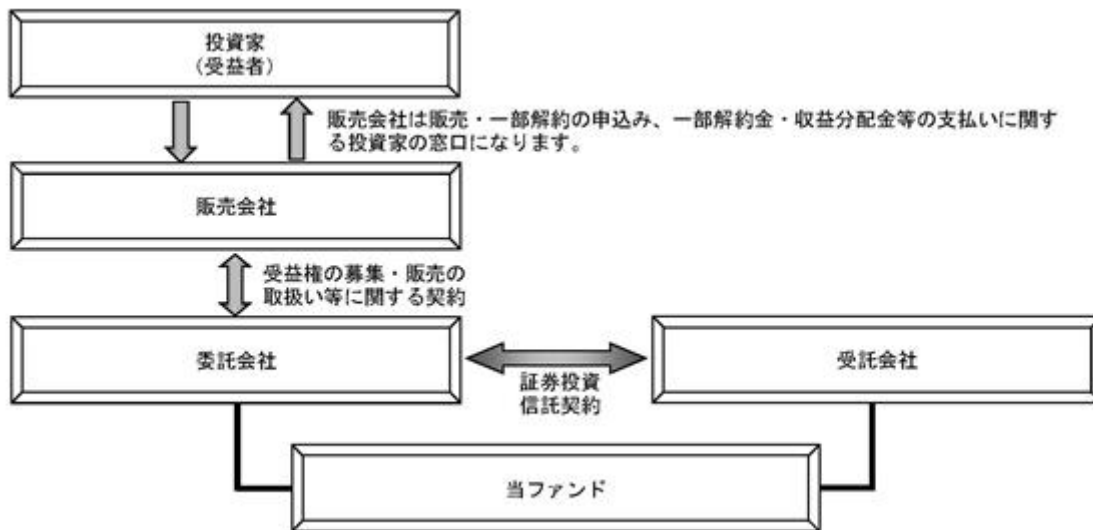 投資家
(受益者)
販売会社は販売・一部解約の申込み、一部解約金・収益分配金等の支払いに関す
る投資家の窓口になります。
販売会社
受益権の募集・販売の
取扱い等に関する契約
委託会社
受託会社
証券投資
信託契約
当ファンド